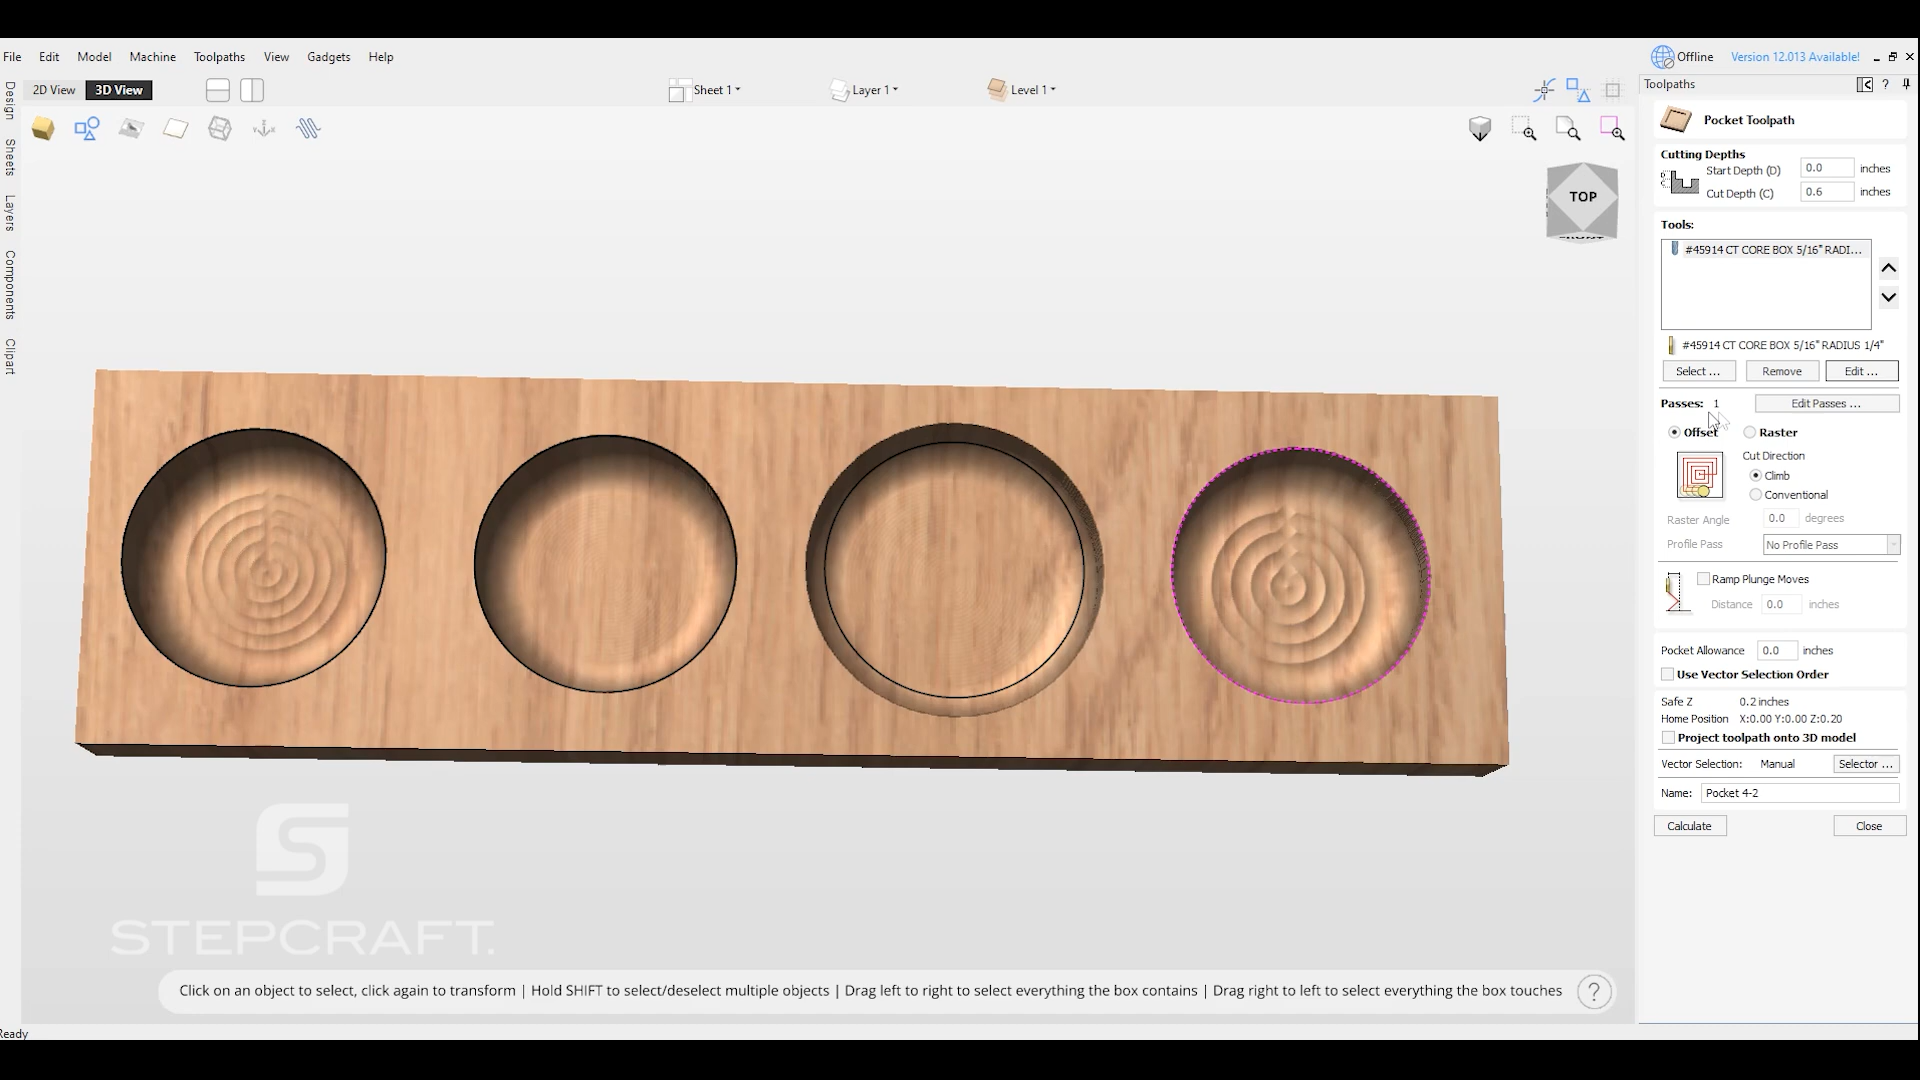 File Edit Model Machine Toolpaths View Gadgets Help
Offline Version 12.013 Available!
2D View 3D View Sheet 1 Layer 1 Level 1
Toolpaths ?
Design
Sheets
Layers
Components
Clipart
TOP
Pocket Toolpath
Cutting Depths
Start Depth (D) 0.0 inches
Cut Depth (C) 0.6 inches
Tools:
#45914 CT CORE BOX 5/16" RADI...
#45914 CT CORE BOX 5/16" RADIUS 1/4"
Select ... Remove Edit ...
Passes: 1 Edit Passes ...
Offset Raster
Cut Direction
Climb
Conventional
Raster Angle 0.0 degrees
Profile Pass No Profile Pass
Ramp Plunge Moves
Distance 0.0 inches
Pocket Allowance 0.0 inches
Use Vector Selection Order
Safe Z 0.2 inches
Home Position X:0.00 Y:0.00 Z:0.20
Project toolpath onto 3D model
Vector Selection: Manual Selector ...
Name: Pocket 4-2
Calculate Close
STEPCRAFT.
Click on an object to select, click again to transform | Hold SHIFT to select/deselect multiple objects | Drag left to right to select everything the box contains | Drag right to left to select everything the box touches ?
Ready